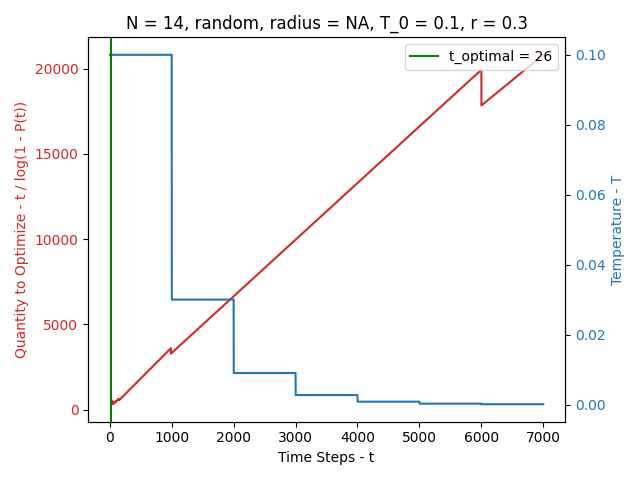 N = 14, random, radius = NA, T_0 = 0.1, r = 0.3
t_optimal = 26
Quantity to Optimize - t / log(1 - P(t))
20000
15000
10000
5000
0
0.10
0.08
0.06
0.04
0.02
0.00
Temperature - T
0 1000 2000 3000 4000 5000 6000 7000
Time Steps - t